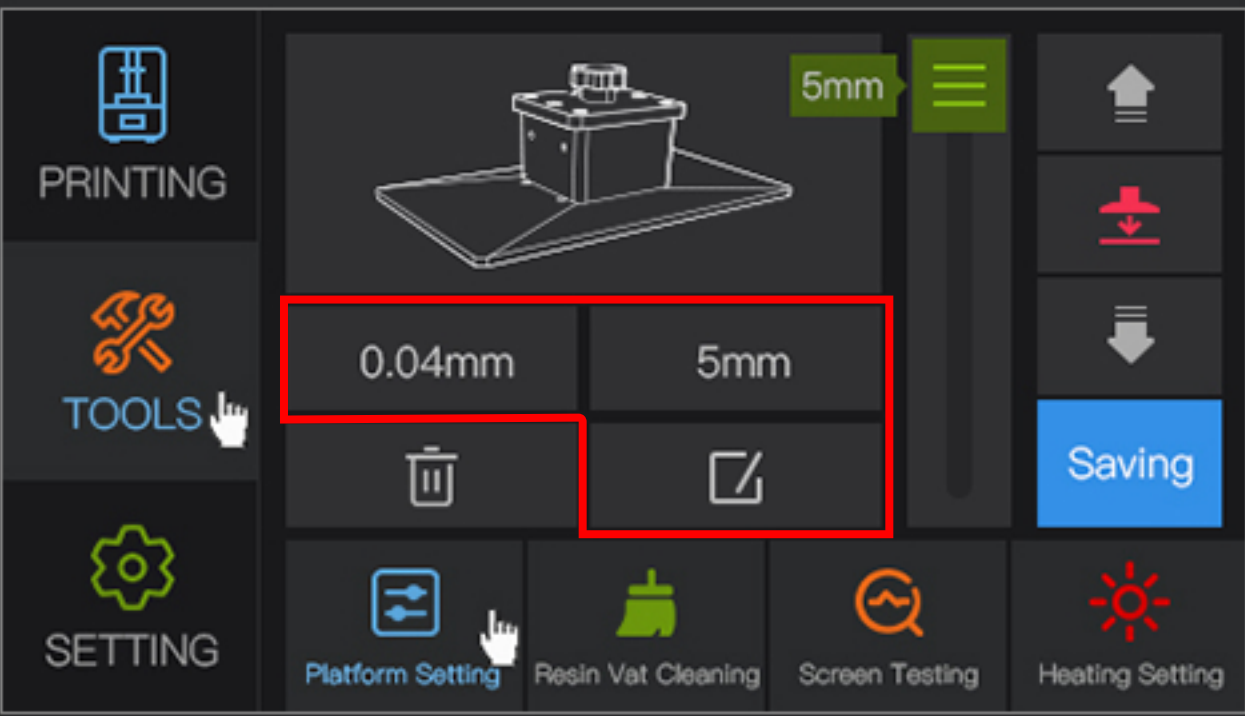 PRINTING
TOOLS
SETTING
5mm
0.04mm
5mm
Saving
Platform Setting
Resin Vat Cleaning
Screen Testing
Heating Setting